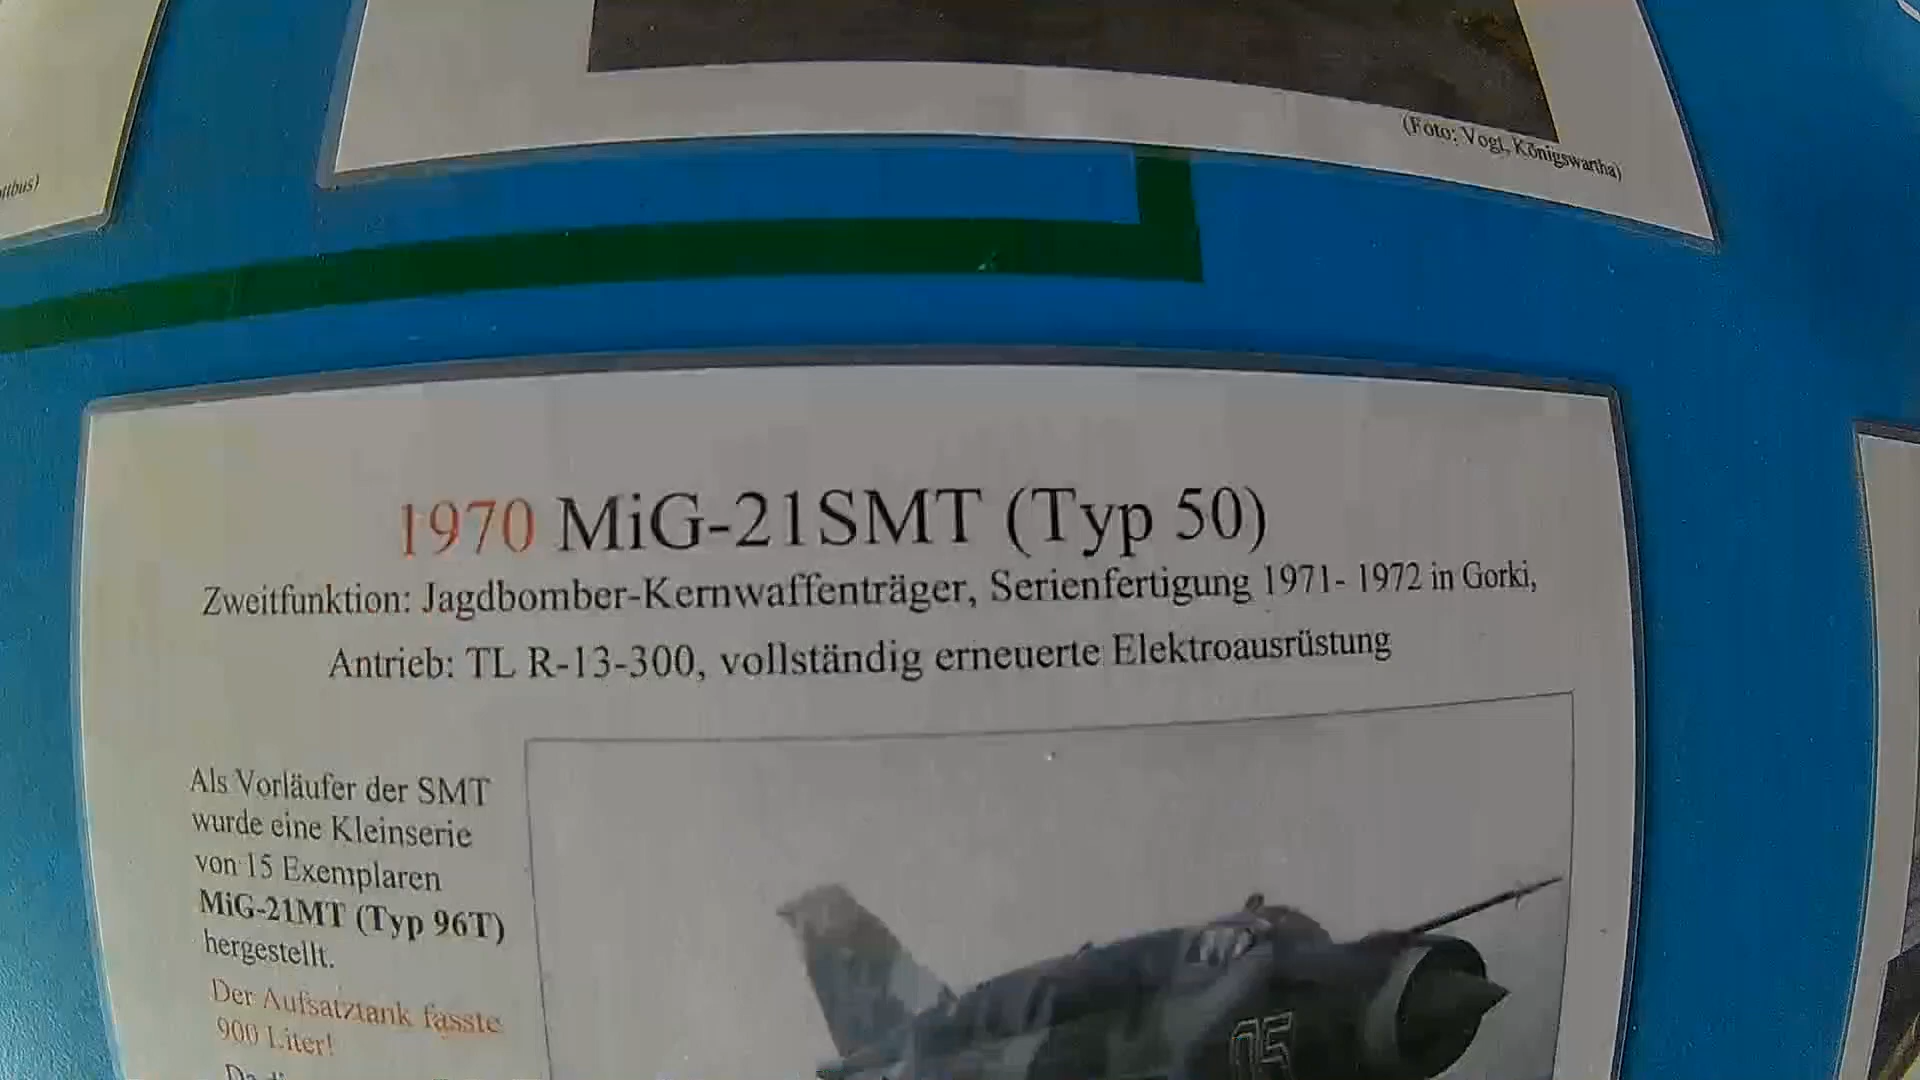 (Foto: Vogt, Königswartha)
1970 MiG-21SMT (Typ 50)
Zweitfunktion: Jagdbomber-Kernwaffenträger, Serienfertigung 1971- 1972 in Gorki,
Antrieb: TL R-13-300, vollständig erneuerte Elektroausrüstung
Als Vorläufer der SMT
wurde eine Kleinserie
von 15 Exemplaren
MiG-21MT (Typ 96T)
hergestellt.
Der Aufsatztank fasste
900 Liter!
05